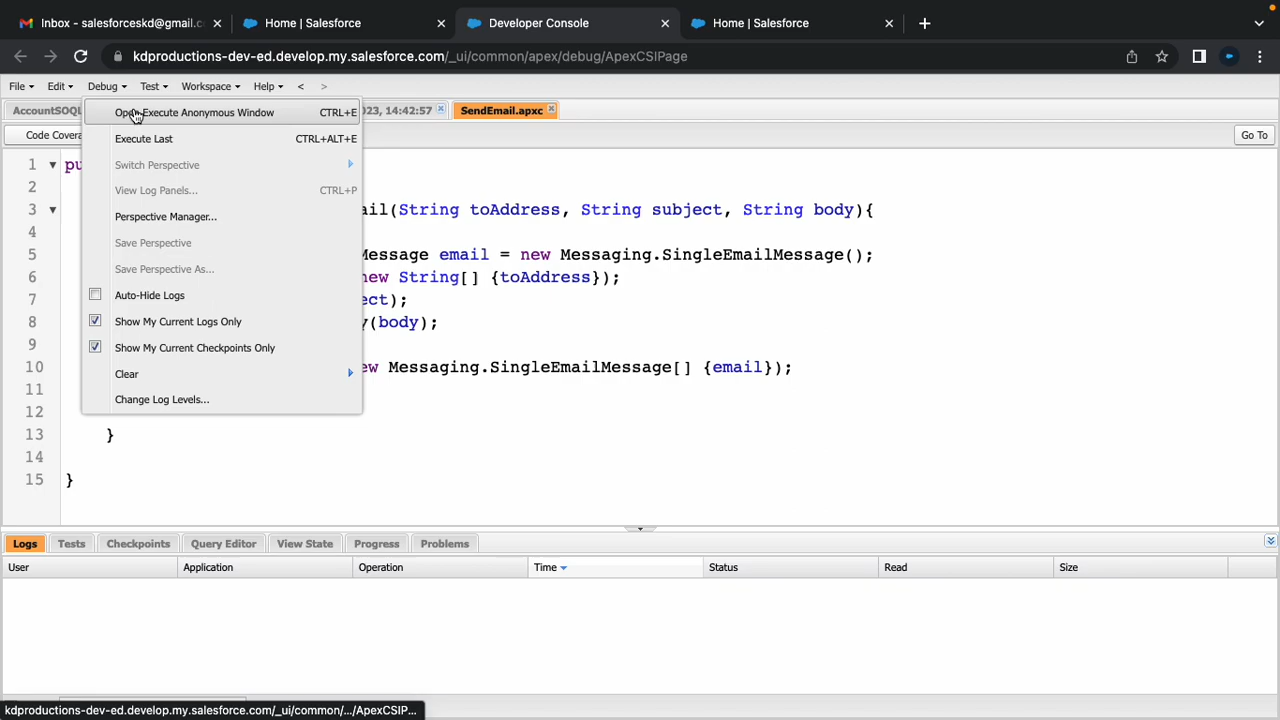 Inbox - salesforceskd@gmail.c
Home | Salesforce
Developer Console
Home | Salesforce
kdproductions-dev-ed.develop.my.salesforce.com/_ui/common/apex/debug/ApexCSIPage
File Edit Debug Test Workspace Help < >
AccountSOQL
023, 14:42:57
SendEmail.apxc
Code Covera
Go To
Open Execute Anonymous Window CTRL+E
Execute Last CTRL+ALT+E
Switch Perspective
View Log Panels... CTRL+P
Perspective Manager...
Save Perspective
Save Perspective As...
Auto-Hide Logs
Show My Current Logs Only
Show My Current Checkpoints Only
Clear
Change Log Levels...
1 pu
2
3 ail(String toAddress, String subject, String body){
4
5 Message email = new Messaging.SingleEmailMessage();
6 new String[] {toAddress});
7 ect);
8 y(body);
9
10 ew Messaging.SingleEmailMessage[] {email});
11
12
13 }
14
15 }
Logs Tests Checkpoints Query Editor View State Progress Problems
User Application Operation Time Status Read Size
kdproductions-dev-ed.develop.my.salesforce.com/_ui/common/.../ApexCSIP...